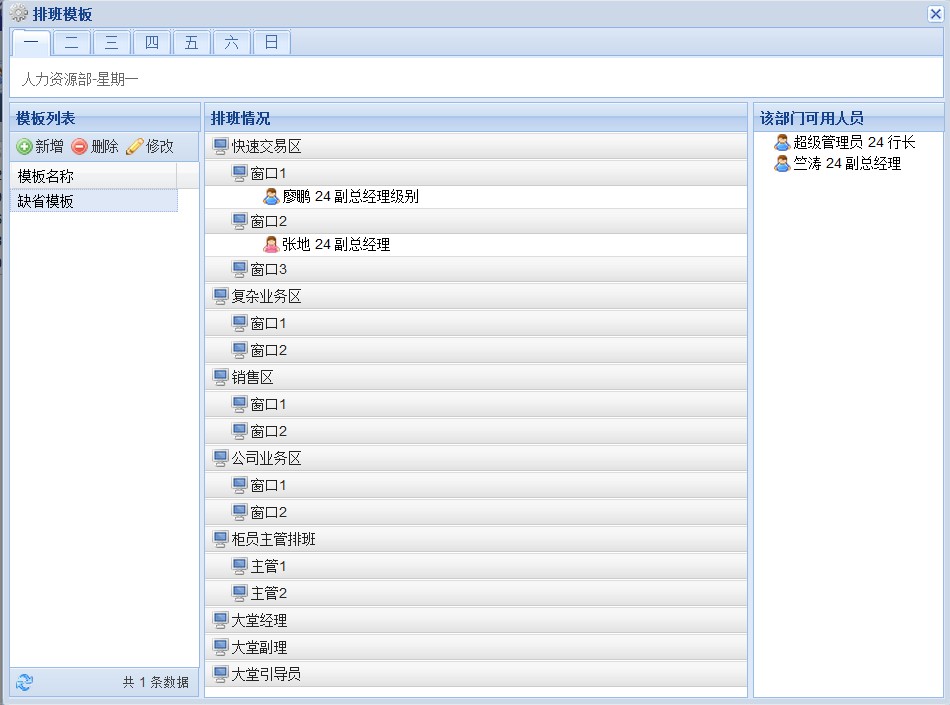 排班模板
一 二 三 四 五 六 日
人力资源部-星期一
模板列表
新增 删除 修改
模板名称
缺省模板
共 1 条数据
排班情况
快速交易区
窗口1
廖鹏 24 副总经理级别
窗口2
张地 24 副总经理
窗口3
复杂业务区
窗口1
窗口2
销售区
窗口1
窗口2
公司业务区
窗口1
窗口2
柜员主管排班
主管1
主管2
大堂经理
大堂副理
大堂引导员
该部门可用人员
超级管理员 24 行长
竺涛 24 副总经理